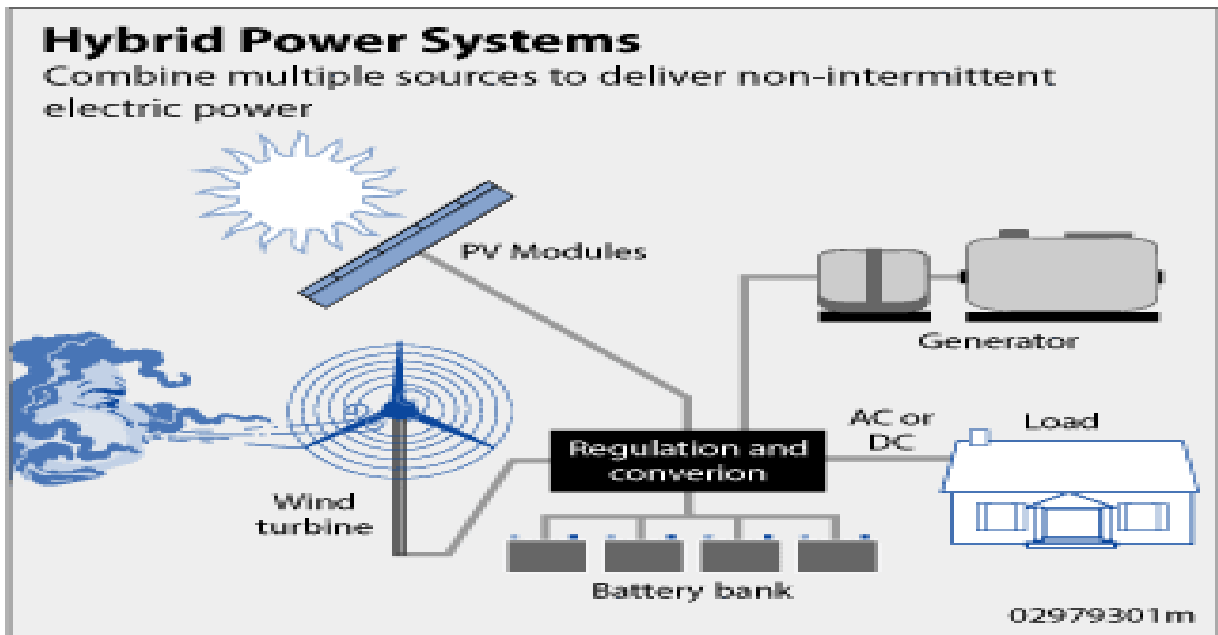 Hybrid Power Systems
Combine multiple sources to deliver non-intermittent
electric power
PV Modules
Generator
AC or
DC
Load
Regulation and
converion
Wind
turbine
Battery bank
02979301m